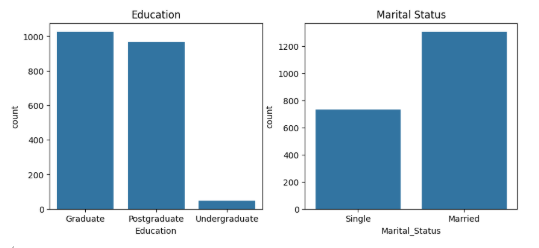 Education
1000
800
600
400
200
0
count
Graduate Postgraduate Undergraduate
Education
Marital Status
1200
1000
800
600
400
200
0
count
Single Married
Marital_Status